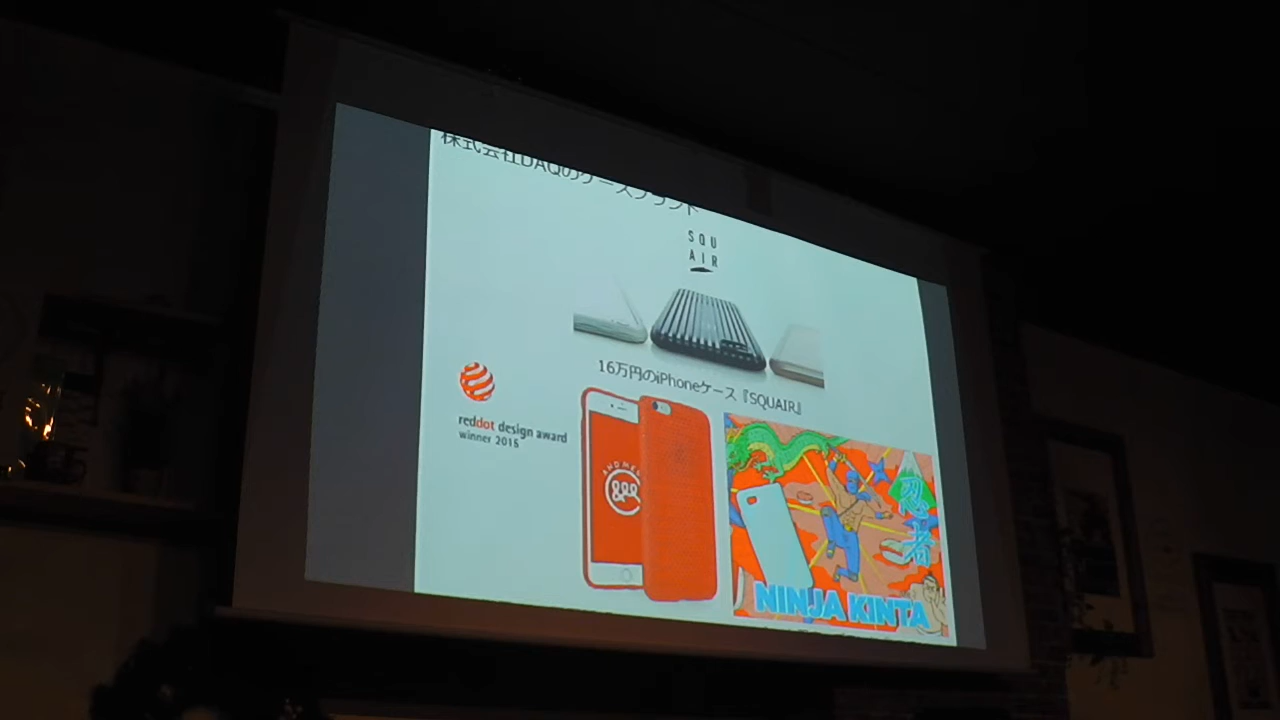 株式会社DAQのケースブランド
SQU
AIR
16万円のiPhoneケース『SQUAIR』
reddot design award
winner 2015
ANDMESH
忍者
NINJA KINTA